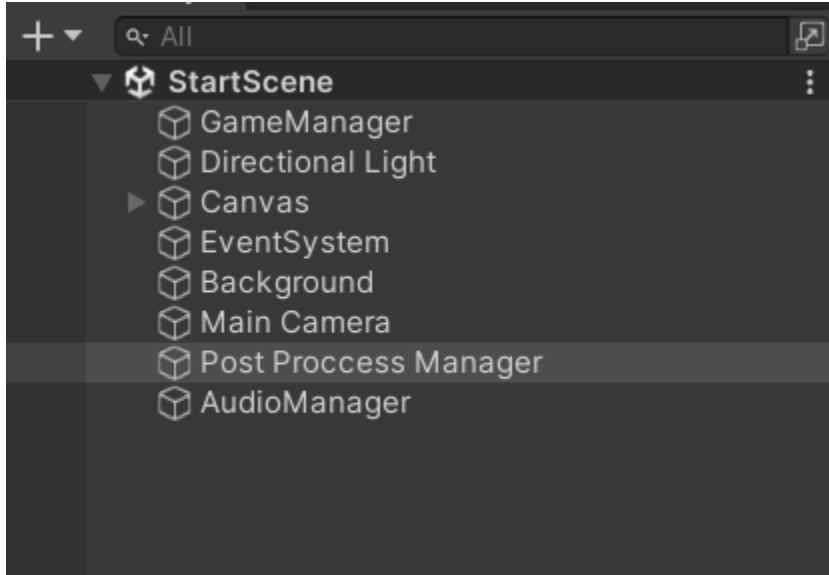 All
StartScene
GameManager
Directional Light
Canvas
EventSystem
Background
Main Camera
Post Proccess Manager
AudioManager